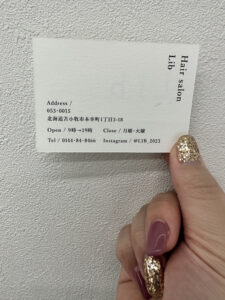 Hair salon
Lib
Address /
053-0015
北海道苫小牧市本幸町1丁目3-18
Open / 9時→19時 Close / 月曜・火曜
Tel / 0144-84-8466 Instagram / @LIB_2023